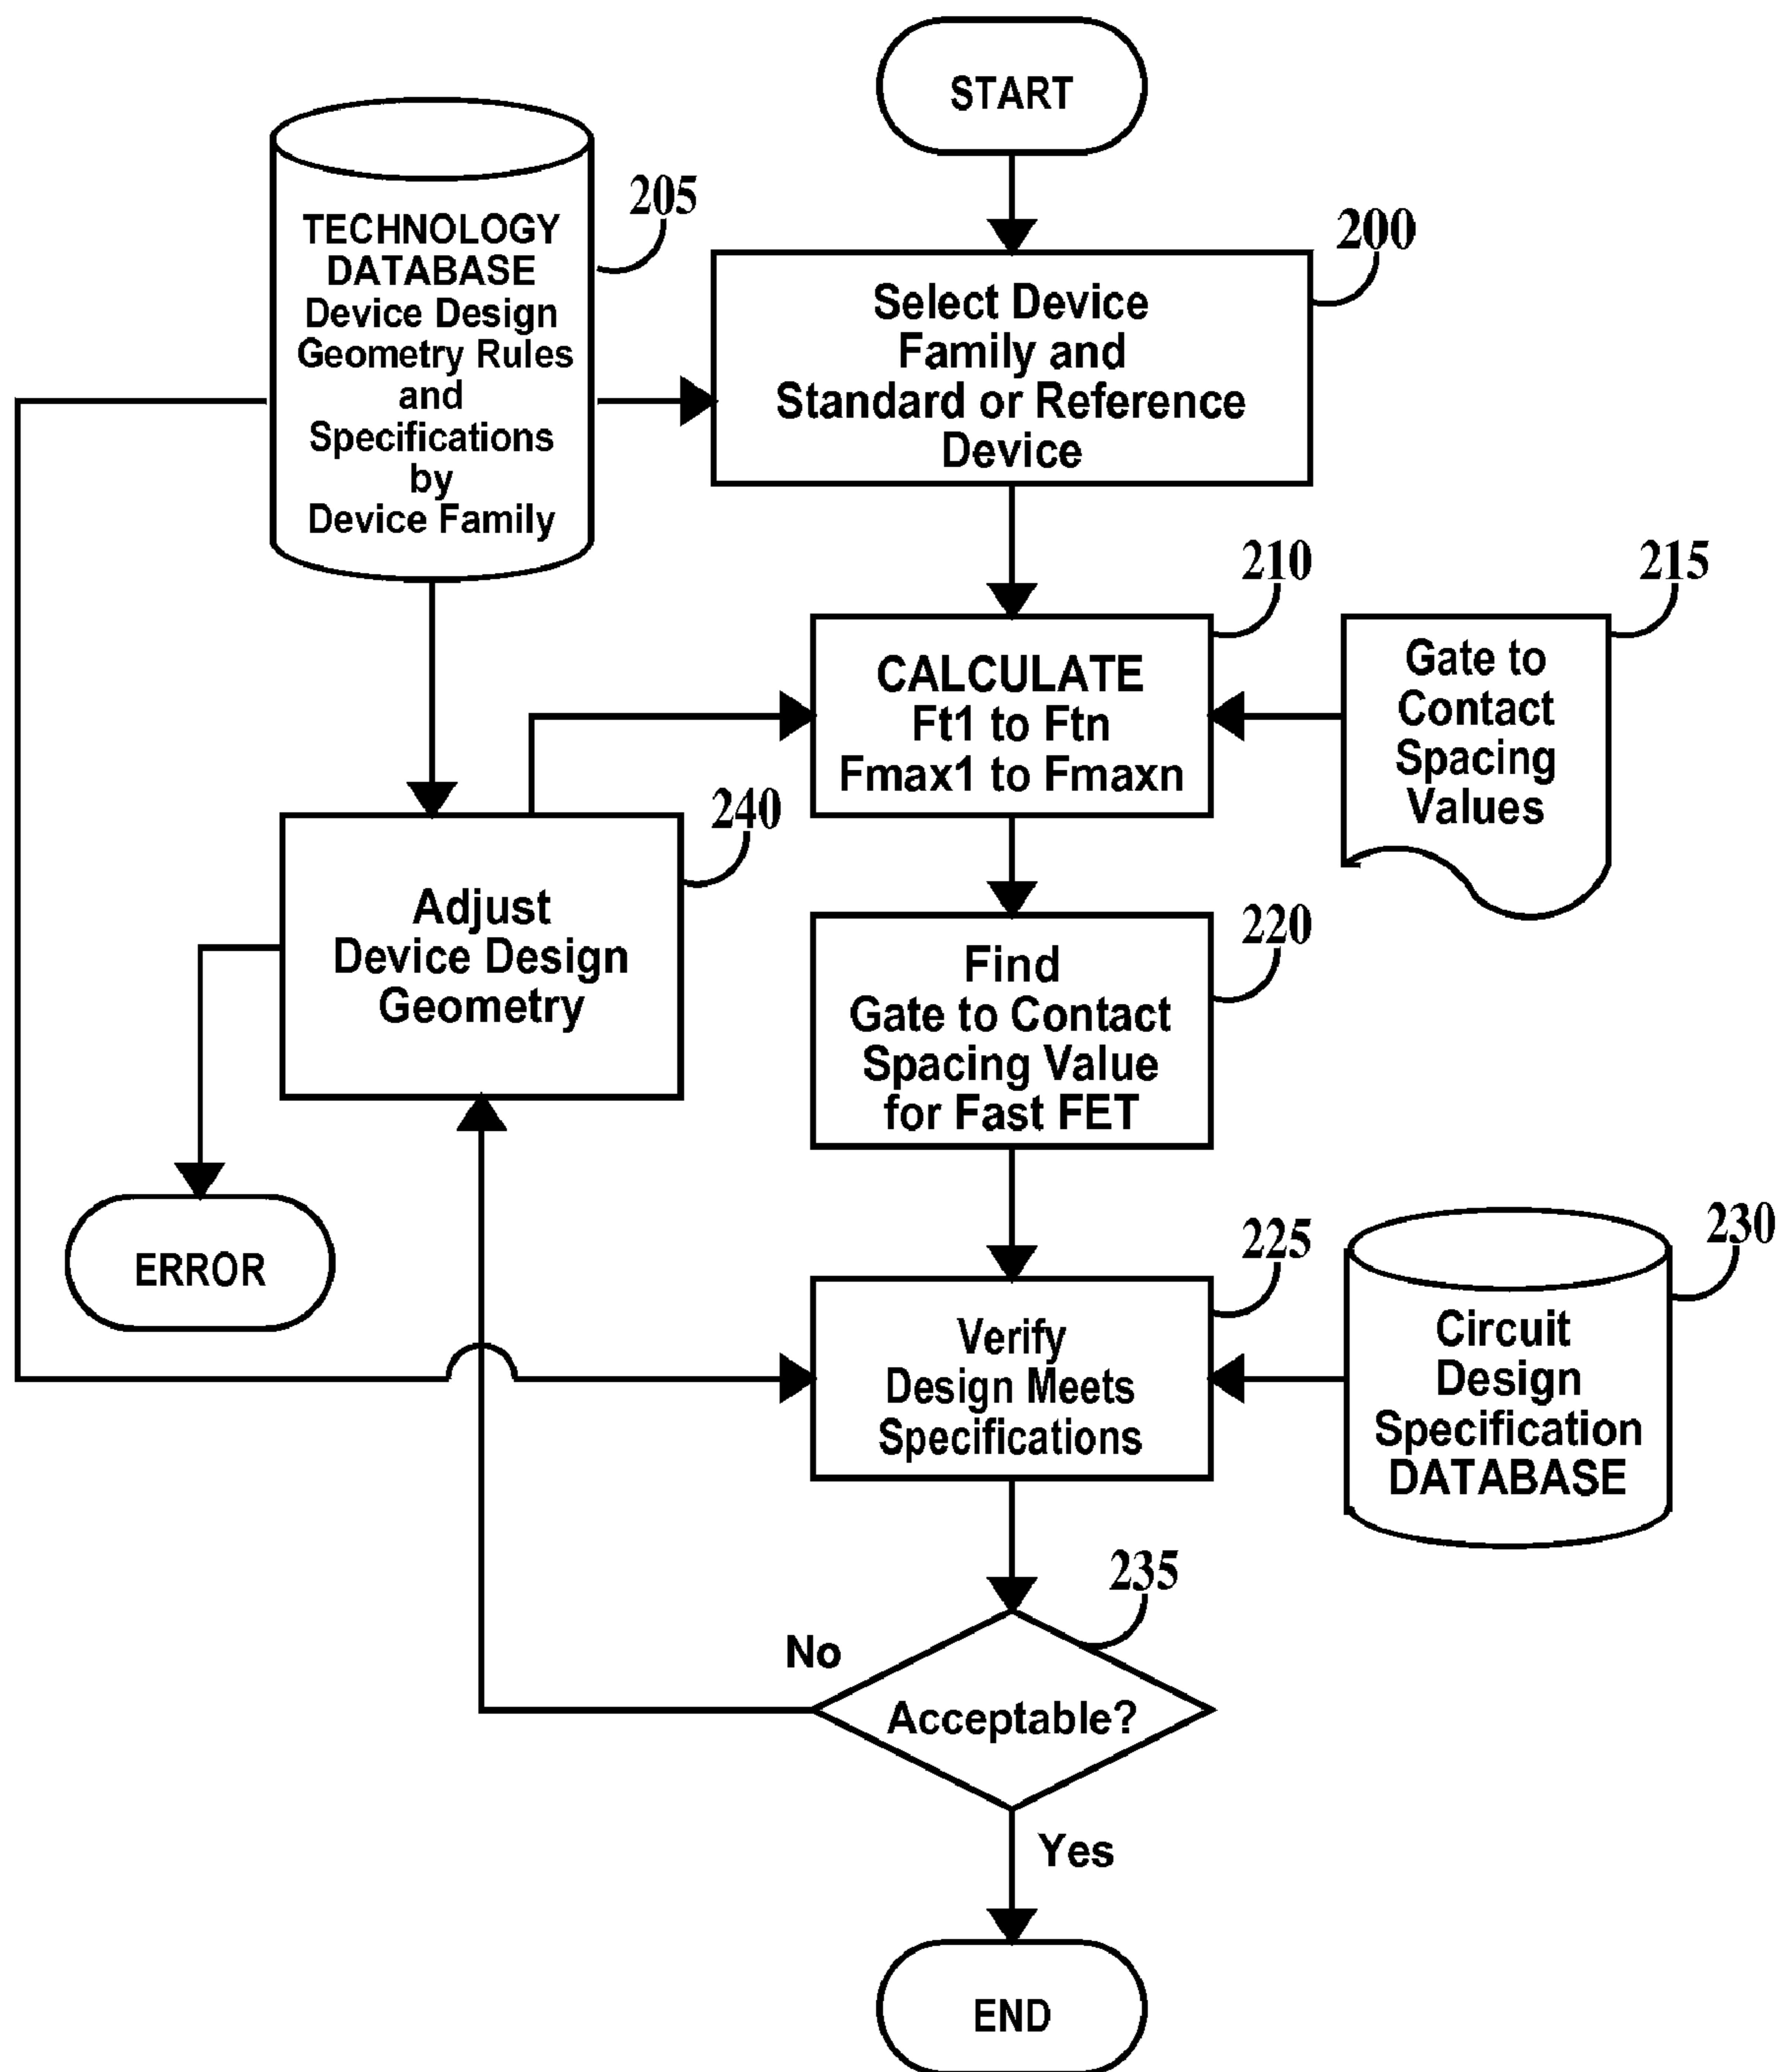 START
205
TECHNOLOGY
DATABASE
Device Design
Geometry Rules
and
Specifications
by
Device Family
200
Select Device
Family and
Standard or Reference
Device
210
CALCULATE
Ft1 to Ftn
Fmax1 to Fmaxn
215
Gate to
Contact
Spacing
Values
240
Adjust
Device Design
Geometry
220
Find
Gate to Contact
Spacing Value
for Fast FET
ERROR
225
Verify
Design Meets
Specifications
230
Circuit
Design
Specification
DATABASE
235
No
Acceptable?
Yes
END